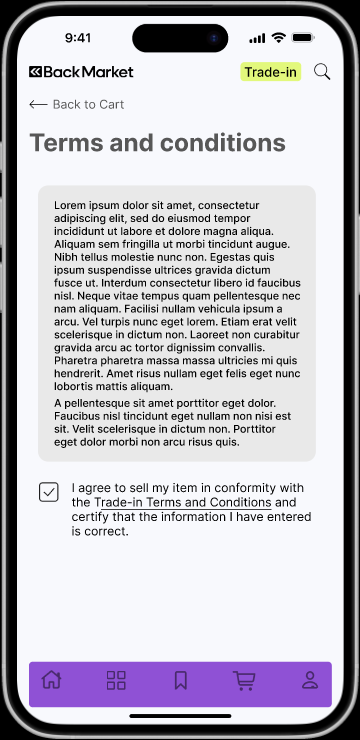 9:41
Back Market
Trade-in
Back to Cart
Terms and conditions
Lorem ipsum dolor sit amet, consectetur
adipiscing elit, sed do eiusmod tempor
incididunt ut labore et dolore magna aliqua.
Aliquam sem fringilla ut morbi tincidunt augue.
Nibh tellus molestie nunc non. Egestas quis
ipsum suspendisse ultrices gravida dictum
fusce ut. Interdum consectetur libero id faucibus
nisl. Neque vitae tempus quam pellentesque nec
nam aliquam. Facilisi nullam vehicula ipsum a
arcu. Vel turpis nunc eget lorem. Etiam erat velit
scelerisque in dictum non. Laoreet non curabitur
gravida arcu ac tortor dignissim convallis.
Pharetra pharetra massa massa ultricies mi quis
hendrerit. Amet risus nullam eget felis eget nunc
lobortis mattis aliquam.
A pellentesque sit amet porttitor eget dolor.
Faucibus nisl tincidunt eget nullam non nisi est
sit. Velit scelerisque in dictum non. Porttitor
eget dolor morbi non arcu risus quis.
I agree to sell my item in conformity with
the Trade-in Terms and Conditions and
certify that the information I have entered
is correct.